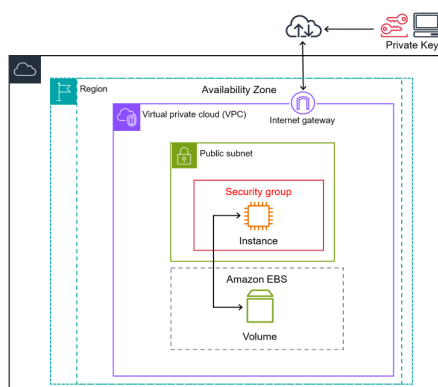 Private Key
Region
Availability Zone
Virtual private cloud (VPC)
Internet gateway
Public subnet
Security group
Instance
Amazon EBS
Volume